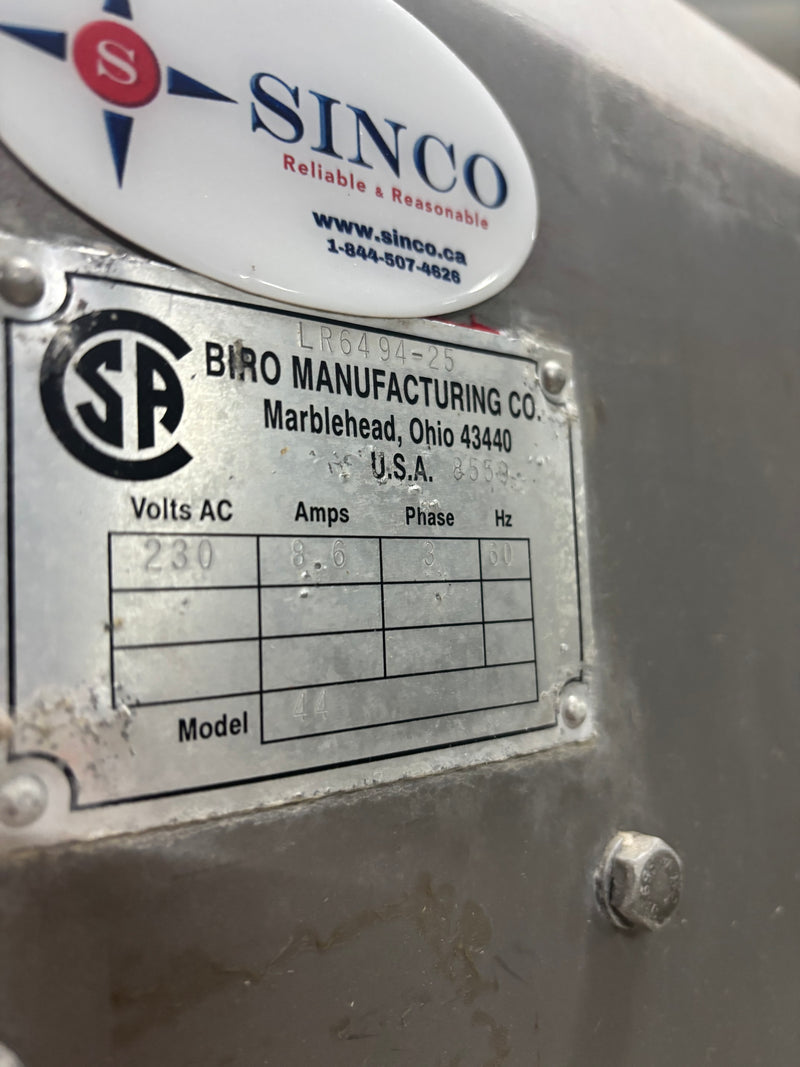 S
SINCO
Reliable & Reasonable
www.sinco.ca
1-844-507-4626
LR6494-25
CSA
BIRO MANUFACTURING CO.
Marblehead, Ohio 43440
U.S.A.
Volts AC Amps Phase Hz
230 8.6 3 60
Model 44